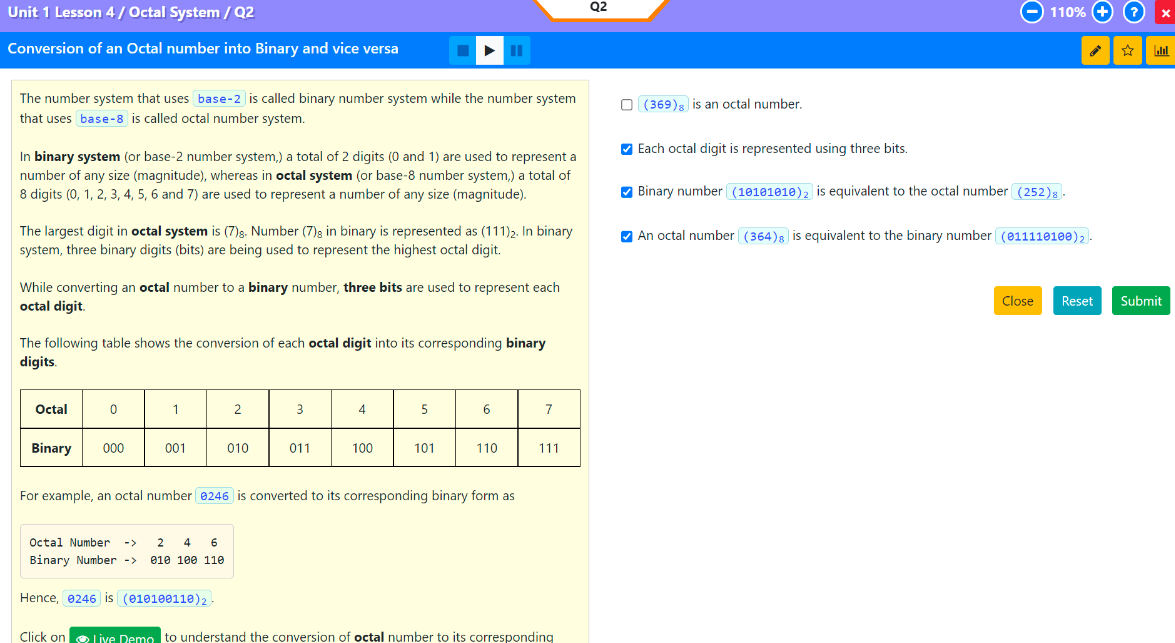 Unit 1 Lesson 4 / Octal System / Q2
Q2
110%
?
×
Conversion of an Octal number into Binary and vice versa
The number system that uses base-2 is called binary number system while the number system
that uses base-8 is called octal number system.
In binary system (or base-2 number system,) a total of 2 digits (0 and 1) are used to represent a
number of any size (magnitude), whereas in octal system (or base-8 number system,) a total of
8 digits (0, 1, 2, 3, 4, 5, 6 and 7) are used to represent a number of any size (magnitude).
The largest digit in octal system is (7)₈. Number (7)₈ in binary is represented as (111)₂. In binary
system, three binary digits (bits) are being used to represent the highest octal digit.
While converting an octal number to a binary number, three bits are used to represent each
octal digit.
The following table shows the conversion of each octal digit into its corresponding binary
digits.
Octal 0 1 2 3 4 5 6 7
Binary 000 001 010 011 100 101 110 111
For example, an octal number 0246 is converted to its corresponding binary form as
Octal Number -> 2 4 6
Binary Number -> 010 100 110
Hence, 0246 is (010100110)₂.
Click on Live Demo to understand the conversion of octal number to its corresponding
(369)₈ is an octal number.
Each octal digit is represented using three bits.
Binary number (10101010)₂ is equivalent to the octal number (252)₈.
An octal number (364)₈ is equivalent to the binary number (011110100)₂.
Close Reset Submit